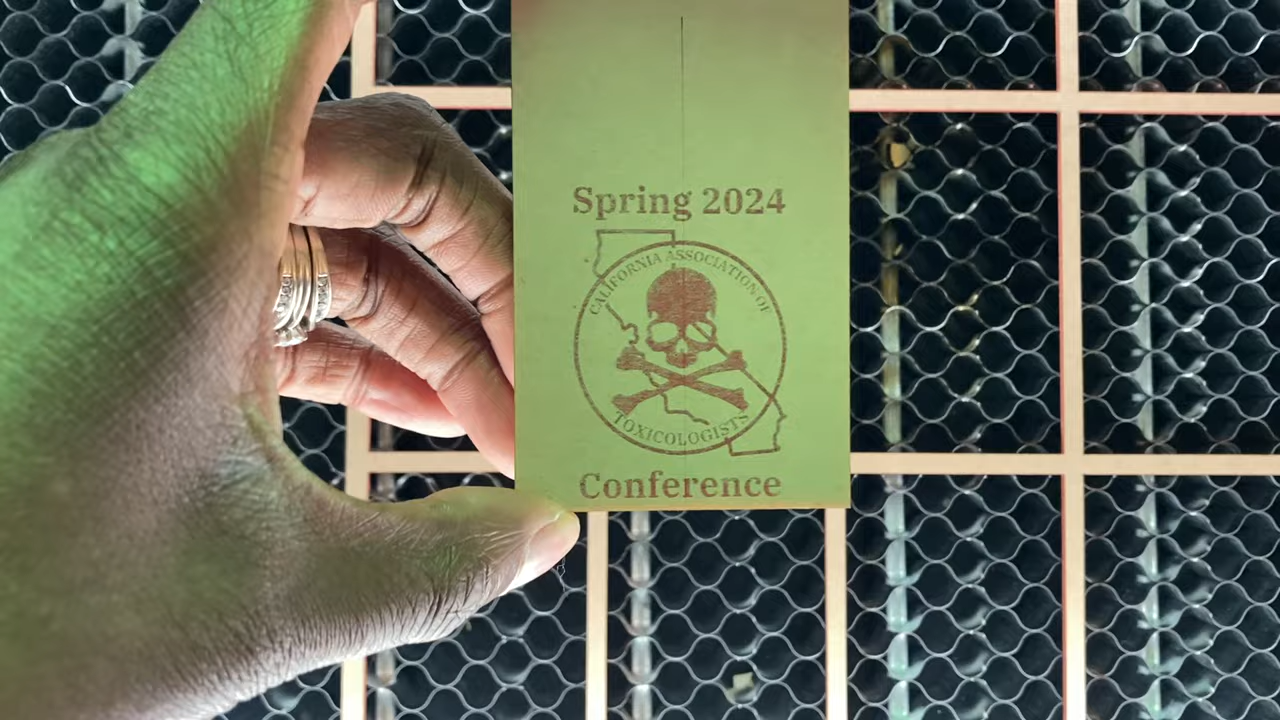 Spring 2024
CALIFORNIA ASSOCIATION OF
TOXICOLOGISTS
Conference